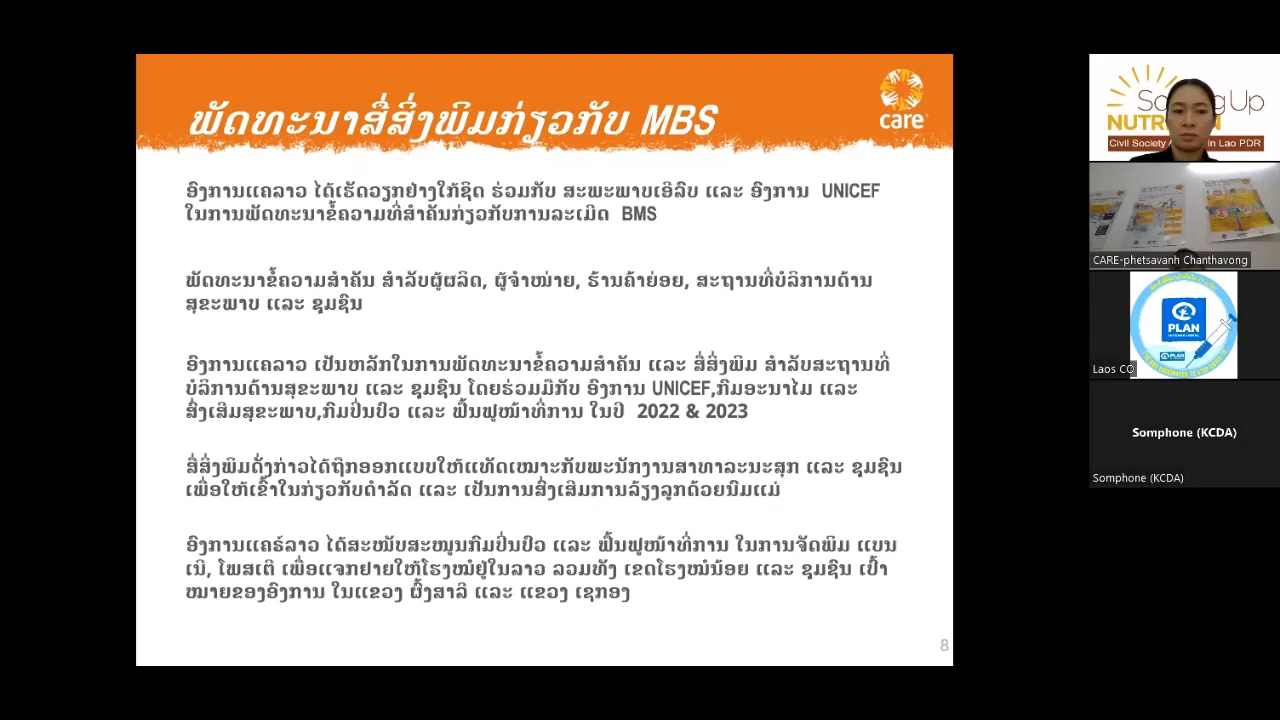 ພັດທະນາສື່ສິ່ງພິມກ່ຽວກັບ MBS
care
ອົງການແຄລາວ ໄດ້ເຮັດວຽກຢ່າງໃກ້ຊິດ ຮ່ວມກັບ ສະພະພາບເອີລົບ ແລະ ອົງການ UNICEF
ໃນການພັດທະນາຂໍ້ຄວາມທີ່ສໍາຄັນກ່ຽວກັບການລະເມີດ BMS
ພັດທະນາຂໍ້ຄວາມສໍາຄັນ ສໍາລັບຜູ້ຜລິດ, ຜູ້ຈໍາໜ່າຍ, ຮ້ານຄ້າຍ່ອຍ, ສະຖານທີ່ບໍລິການດ້ານ
ສຸຂະພາບ ແລະ ຊຸມຊົນ
ອົງການແຄລາວ ເປັນຫລັກໃນການພັດທະນາຂໍ້ຄວາມສໍາຄັນ ແລະ ສື່ສິ່ງພິມ ສໍາລັບສະຖານທີ່
ບໍລິການດ້ານສຸຂະພາບ ແລະ ຊຸມຊົນ ໂດຍຮ່ວມມືກັບ ອົງການ UNICEF,ກົມອະນາໄມ ແລະ
ສົ່ງເສີມສຸຂະພາບ,ກົມປິ່ນປົວ ແລະ ຟື້ນຟູໜ້າທີ່ການ ໃນປີ 2022 & 2023
ສື່ສິ່ງພິມດັ່ງກ່າວໄດ້ຖືກອອກແບບໃຫ້ແທັດເໝາະກັບພະນັກງານສາທາລະນະສຸກ ແລະ ຊຸມຊົນ
ເພື່ອໃຫ້ເຂົ້າໃນກ່ຽວກັບດໍາລັດ ແລະ ເປັນການສົ່ງເສີມການລ້ຽງລູກດ້ວຍນົມແມ່
ອົງການແຄຣ໌ລາວ ໄດ້ສະໜັບສະໜູນກົມປິ່ນປົວ ແລະ ຟື້ນຟູໜ້າທີ່ການ ໃນການຈັດພິມ ແບນ
ເນີ, ໂພສເຕີ ເພື່ອແຈກຢາຍໃຫ້ໂຮງໝໍຢູ່ໃນລາວ ລວມທັງ ເຂດໂຮງໝໍນ້ອຍ ແລະ ຊຸມຊົນ ເປົ້າ
ໝາຍຂອງອົງການ ໃນແຂວງ ຜົ້ງສາລີ ແລະ ແຂວງ ເຊກອງ
8
Civil Society
in Lao PDR
CARE-phetsavanh Chanthavong
PLAN
INTERNATIONAL
Laos CO
Somphone (KCDA)
Somphone (KCDA)